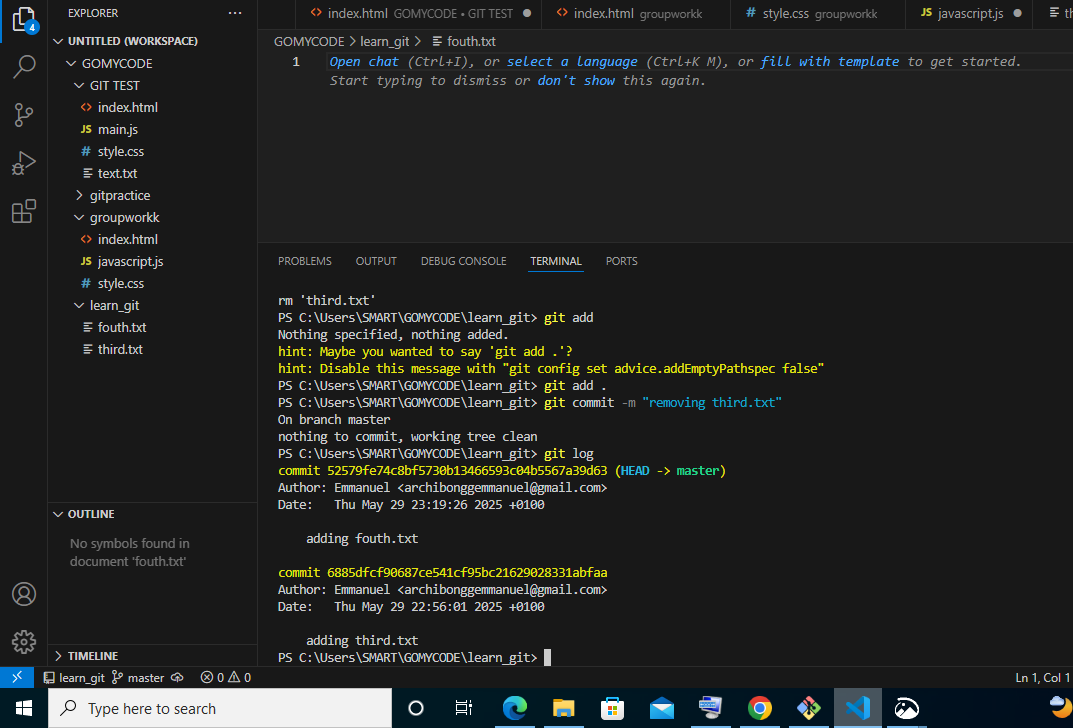 EXPLORER
index.html GOMYCODE • GIT TEST
index.html groupworkk
# style.css groupworkk
JS javascript.js
UNTITLED (WORKSPACE)
GOMYCODE
GIT TEST
index.html
JS main.js
# style.css
text.txt
gitpractice
groupworkk
index.html
JS javascript.js
# style.css
learn_git
fouth.txt
third.txt
OUTLINE
No symbols found in
document 'fouth.txt'
TIMELINE
4
GOMYCODE > learn_git > fouth.txt
1 Open chat (Ctrl+I), or select a language (Ctrl+K M), or fill with template to get started.
Start typing to dismiss or don't show this again.
PROBLEMS OUTPUT DEBUG CONSOLE TERMINAL PORTS
rm 'third.txt'
PS C:\Users\SMART\GOMYCODE\learn_git> git add
Nothing specified, nothing added.
hint: Maybe you wanted to say 'git add .'?
hint: Disable this message with "git config set advice.addEmptyPathspec false"
PS C:\Users\SMART\GOMYCODE\learn_git> git add .
PS C:\Users\SMART\GOMYCODE\learn_git> git commit -m "removing third.txt"
On branch master
nothing to commit, working tree clean
PS C:\Users\SMART\GOMYCODE\learn_git> git log
commit 52579fe74c8bf5730b13466593c04b5567a39d63 (HEAD -> master)
Author: Emmanuel <archibonggemmanuel@gmail.com>
Date: Thu May 29 23:19:26 2025 +0100
adding fouth.txt
commit 6885dfcf90687ce541cf95bc21629028331abfaa
Author: Emmanuel <archibonggemmanuel@gmail.com>
Date: Thu May 29 22:56:01 2025 +0100
adding third.txt
PS C:\Users\SMART\GOMYCODE\learn_git>
learn_git master 0 0
Ln 1, Col 1
Type here to search